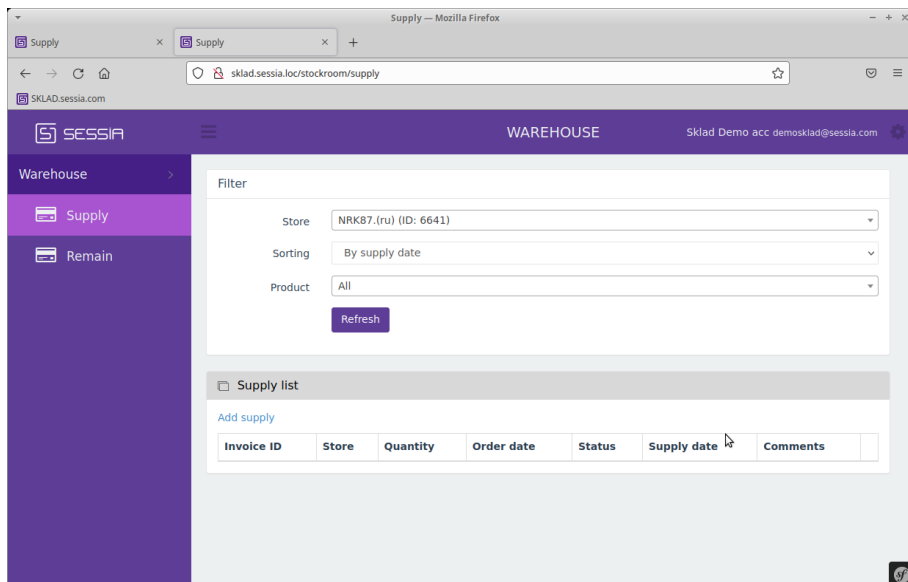 Supply — Mozilla Firefox
Supply
Supply
sklad.sessia.loc/stockroom/supply
SKLAD.sessia.com
SESSIA
WAREHOUSE
Sklad Demo acc demosklad@sessia.com
Warehouse
Supply
Remain
Filter
Store
NRK87.(ru) (ID: 6641)
Sorting
By supply date
Product
All
Refresh
Supply list
Add supply
Invoice ID Store Quantity Order date Status Supply date Comments
sf